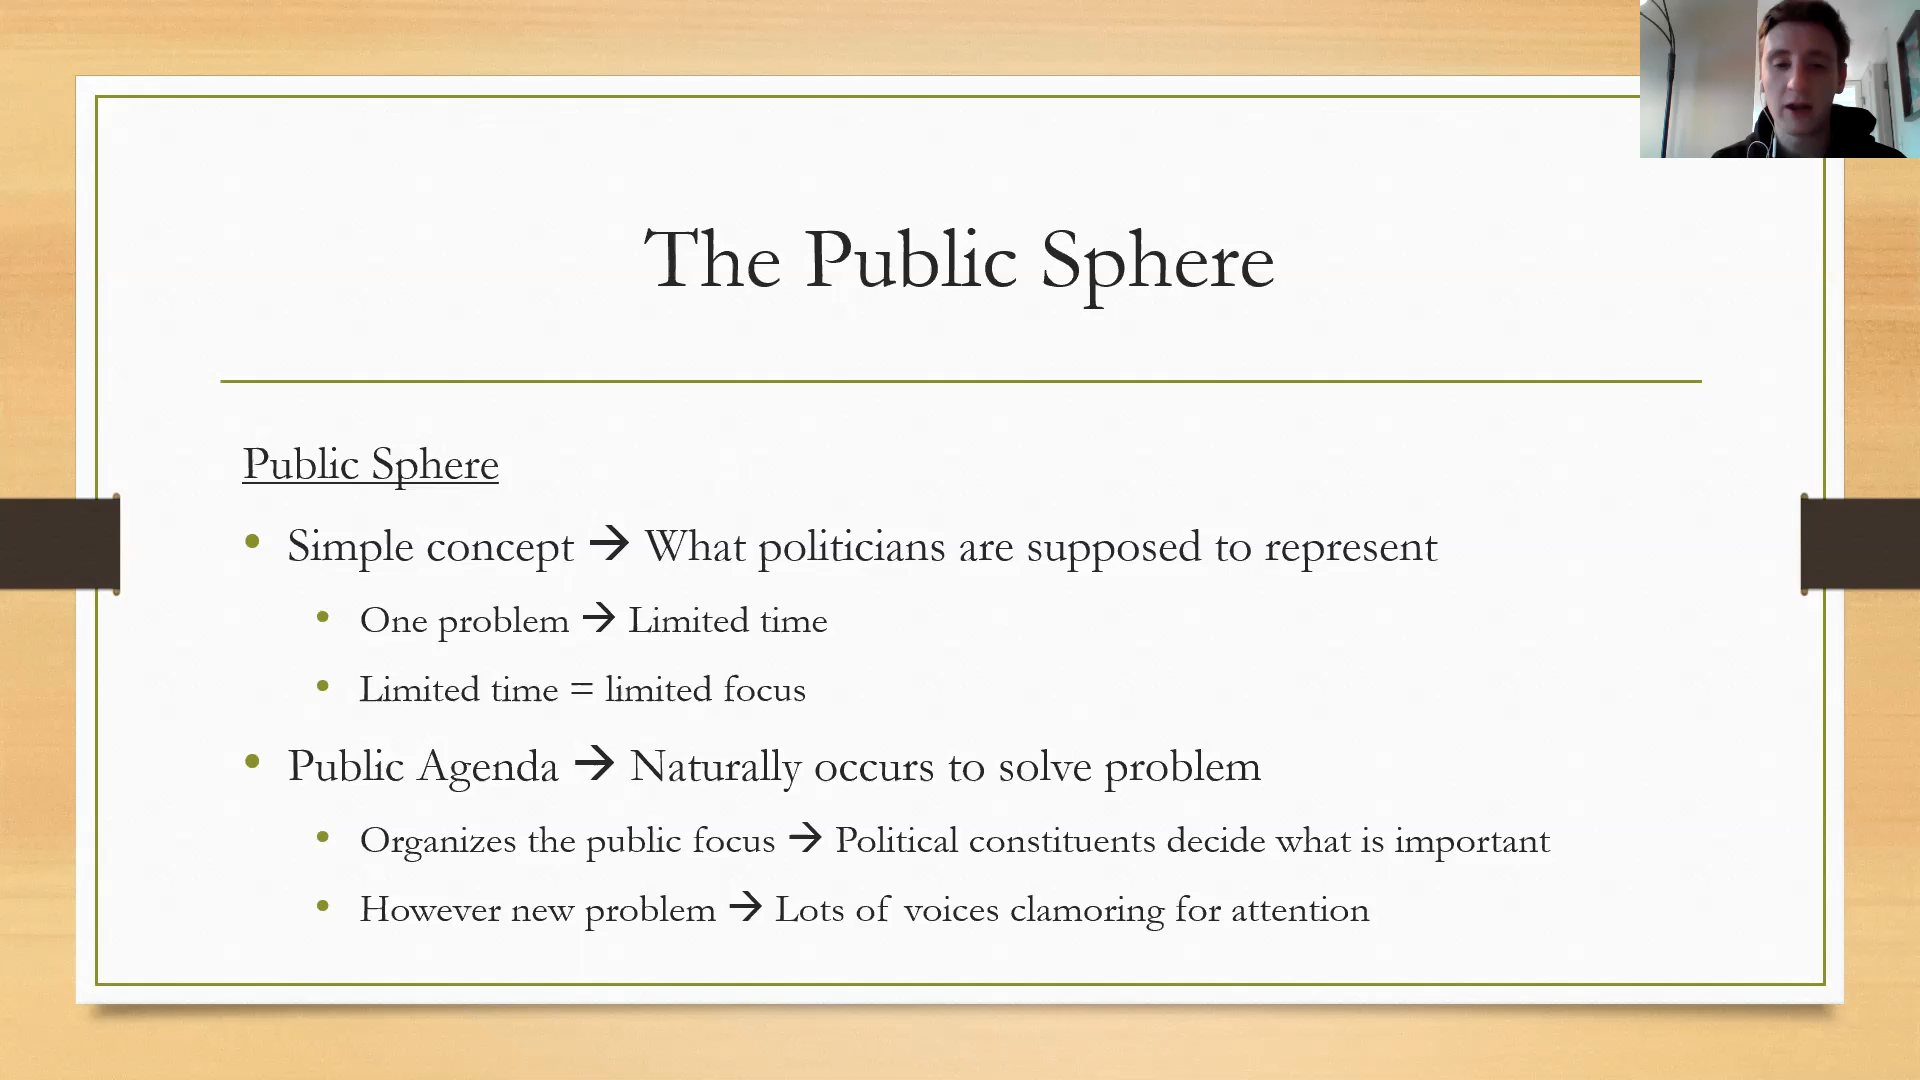 The Public Sphere
Public Sphere
• Simple concept → What politicians are supposed to represent
• One problem → Limited time
• Limited time = limited focus
• Public Agenda → Naturally occurs to solve problem
• Organizes the public focus → Political constituents decide what is important
• However new problem → Lots of voices clamoring for attention